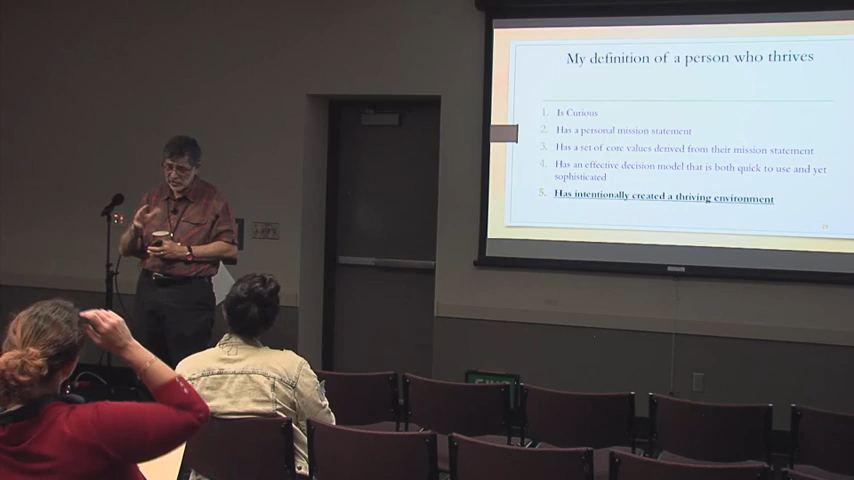 My definition of a person who thrives
1. Is Curious
2. Has a personal mission statement
3. Has a set of core values derived from their mission statement
4. Has an effective decision model that is both quick to use and yet
sophisticated
5. Has intentionally created a thriving environment